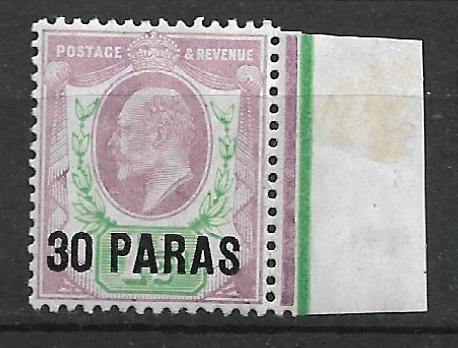 POSTAGE & REVENUE
30 PARAS